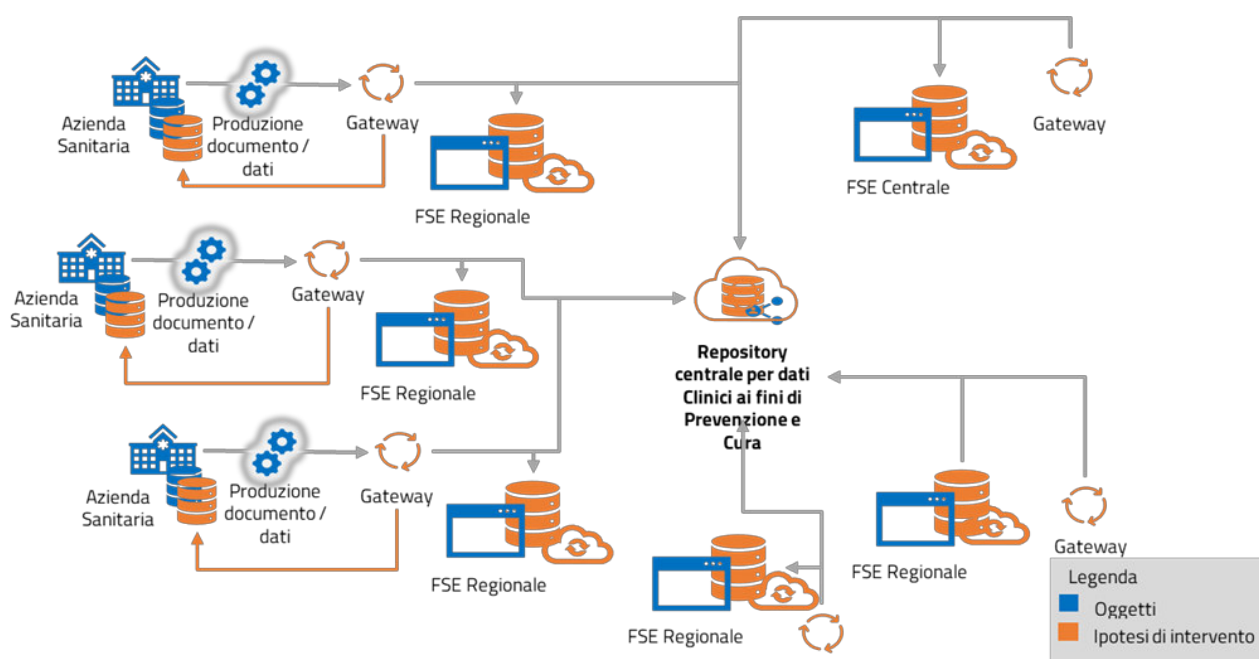 Azienda
Sanitaria
Produzione
documento /
dati
Gateway
FSE Regionale
FSE Centrale
Gateway
Azienda
Sanitaria
Produzione
documento /
dati
Gateway
FSE Regionale
Repository
centrale per dati
Clinici ai fini di
Prevenzione e
Cura
Azienda
Sanitaria
Produzione
documento /
dati
Gateway
FSE Regionale
FSE Regionale
FSE Regionale
Gateway
Legenda
Oggetti
Ipotesi di intervento